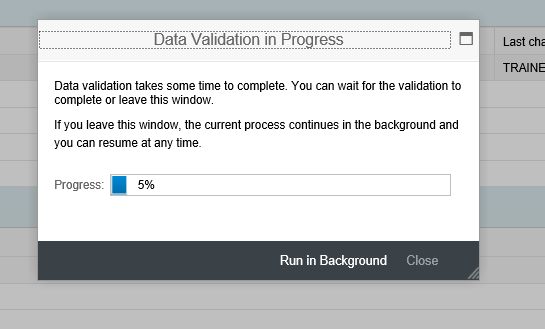 Data Validation in Progress
Last cha
TRAINE
Data validation takes some time to complete. You can wait for the validation to
complete or leave this window.
If you leave this window, the current process continues in the background and
you can resume at any time.
Progress: 5%
Run in Background Close